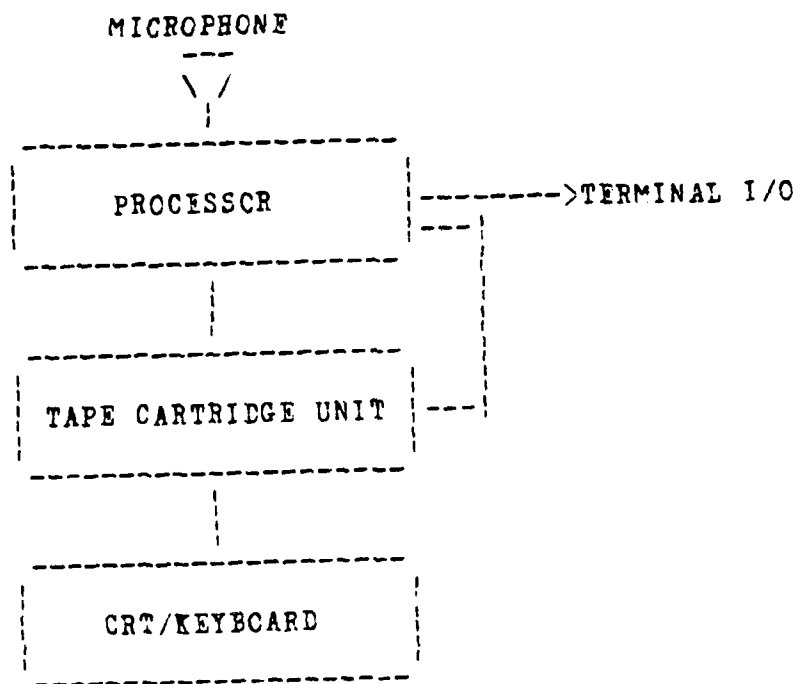 MICROPHONE
PROCESSCR
TERMINAL I/O
TAPE CARTRIDGE UNIT
CRT/KEYBCARD